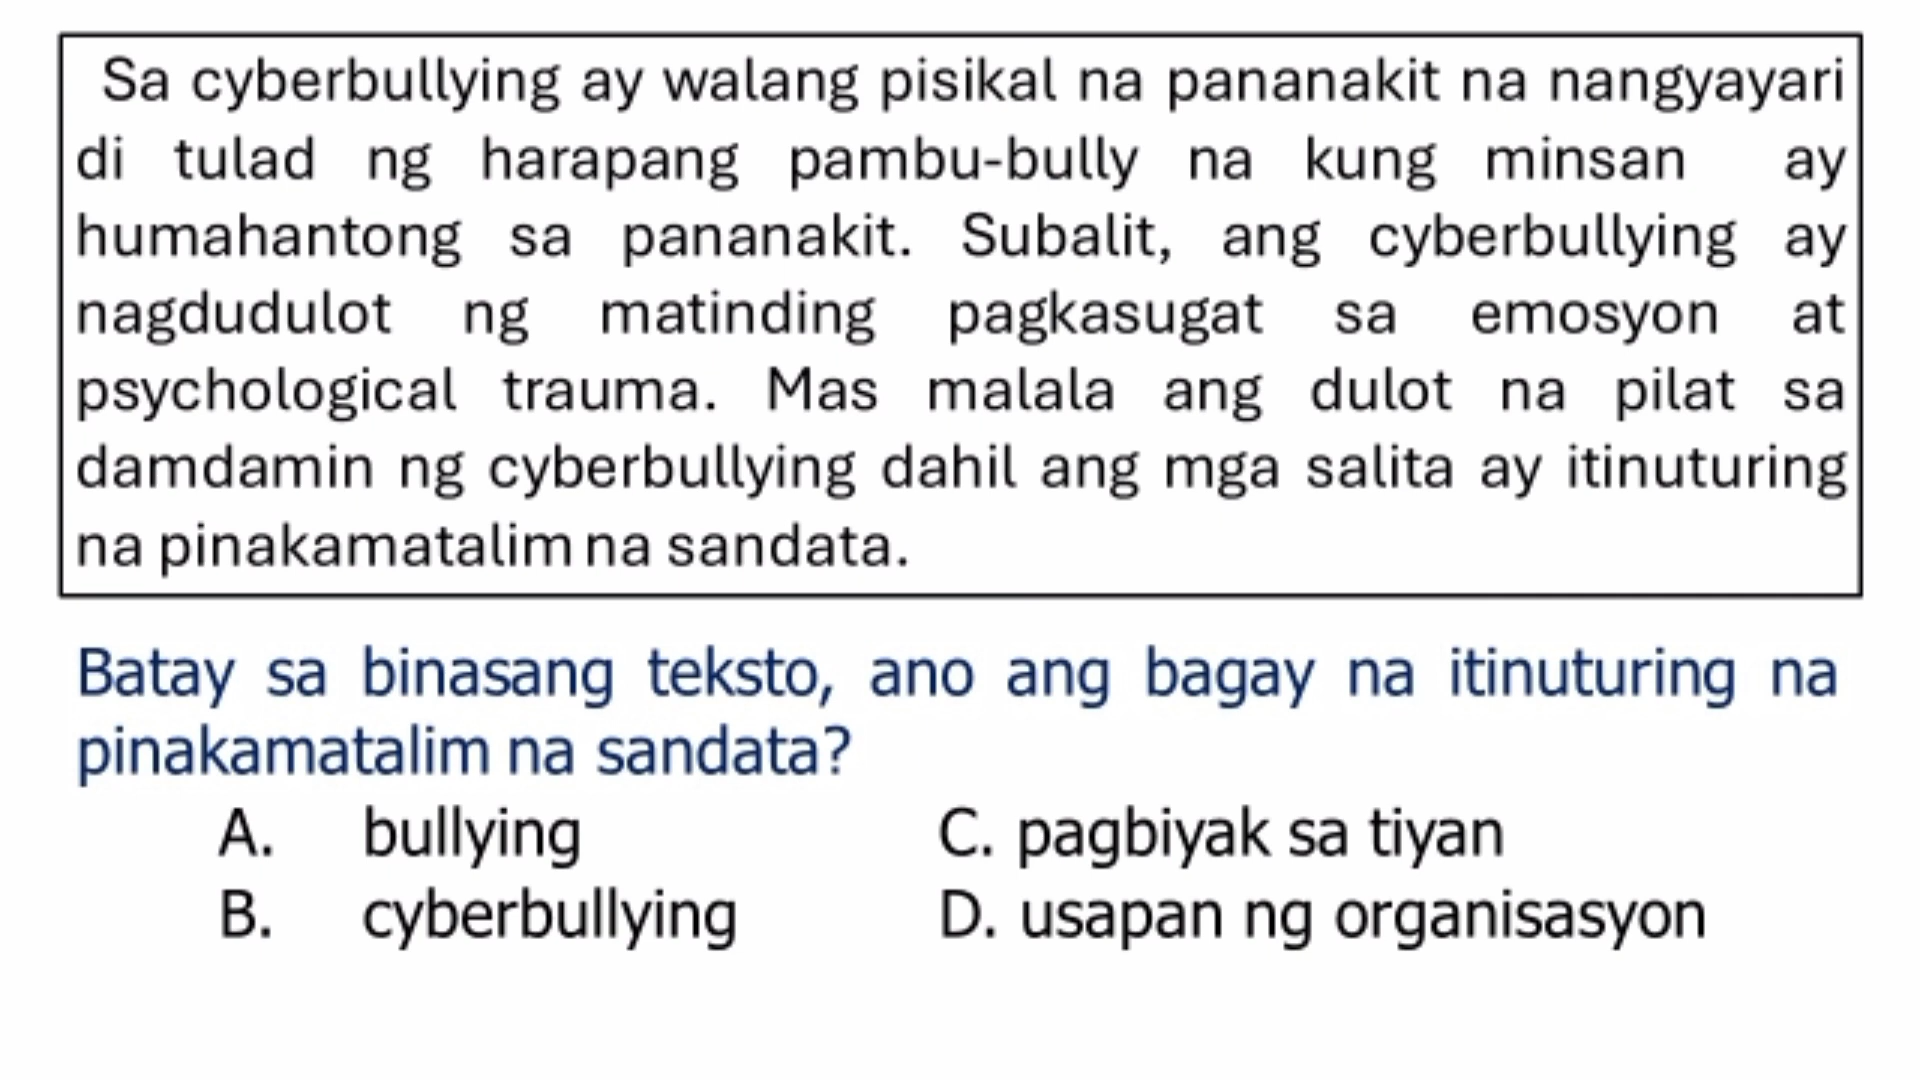 Sa cyberbullying ay walang pisikal na pananakit na nangyayari
di tulad ng harapang pambu-bully na kung minsan ay
humahantong sa pananakit. Subalit, ang cyberbullying ay
nagdudulot ng matinding pagkasugat sa emosyon at
psychological trauma. Mas malala ang dulot na pilat sa
damdamin ng cyberbullying dahil ang mga salita ay itinuturing
na pinakamatalim na sandata.
Batay sa binasang teksto, ano ang bagay na itinuturing na
pinakamatalim na sandata?
A. bullying
B. cyberbullying
C. pagbiyak sa tiyan
D. usapan ng organisasyon